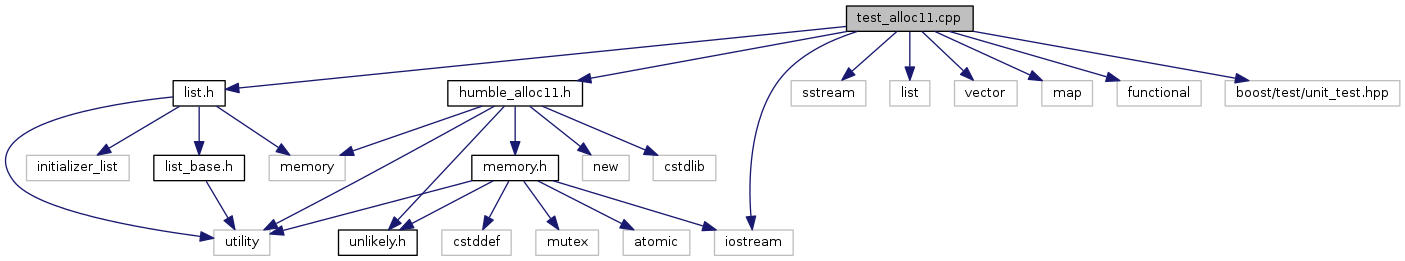 test_alloc11.cpp
list.h
humble_alloc11.h
sstream
list
vector
map
functional
boost/test/unit_test.hpp
initializer_list
list_base.h
memory
memory.h
new
cstdlib
utility
unlikely.h
cstddef
mutex
atomic
iostream